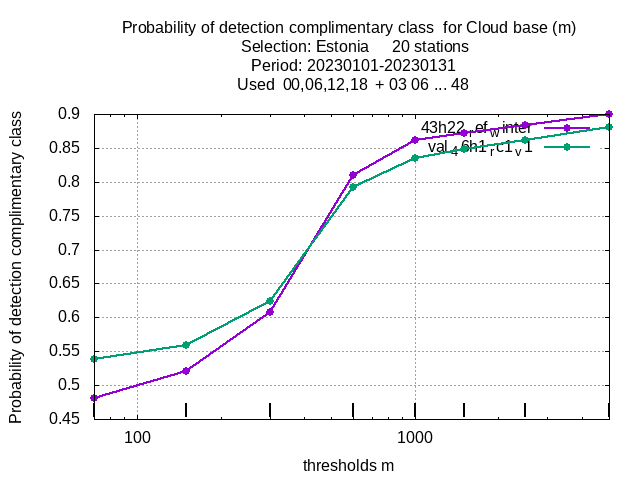 Probability of detection complimentary class  for Cloud base (m)
Selection: Estonia     20 stations
Period: 20230101-20230131
Used  00,06,12,18  + 03 06 ... 48
Probability of detection complimentary class
0.9
0.85
0.8
0.75
0.7
0.65
0.6
0.55
0.5
0.45
43h22refwinter
val46h1rc1v1
100
1000
thresholds m